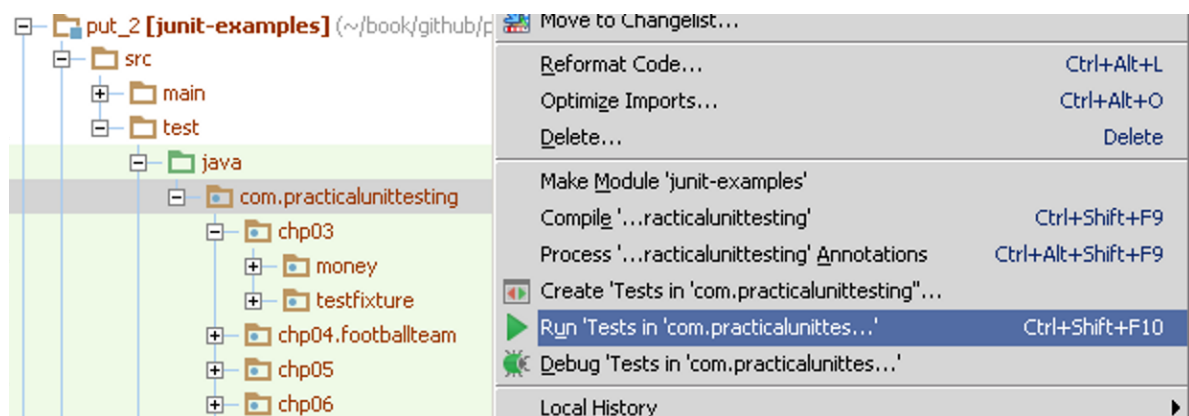 put_2 [junit-examples] (~/book/github/p
src
main
test
java
com.practicalunittesting
chp03
money
testfixture
chp04.footballteam
chp05
chp06
Move to Changelist...
Reformat Code... Ctrl+Alt+L
Optimize Imports... Ctrl+Alt+O
Delete... Delete
Make Module 'junit-examples'
Compile '...racticalunittesting' Ctrl+Shift+F9
Process '...racticalunittesting' Annotations Ctrl+Alt+Shift+F9
Create 'Tests in 'com.practicalunittesting''...
Run 'Tests in 'com.practicalunittes...' Ctrl+Shift+F10
Debug 'Tests in 'com.practicalunittes...'
Local History